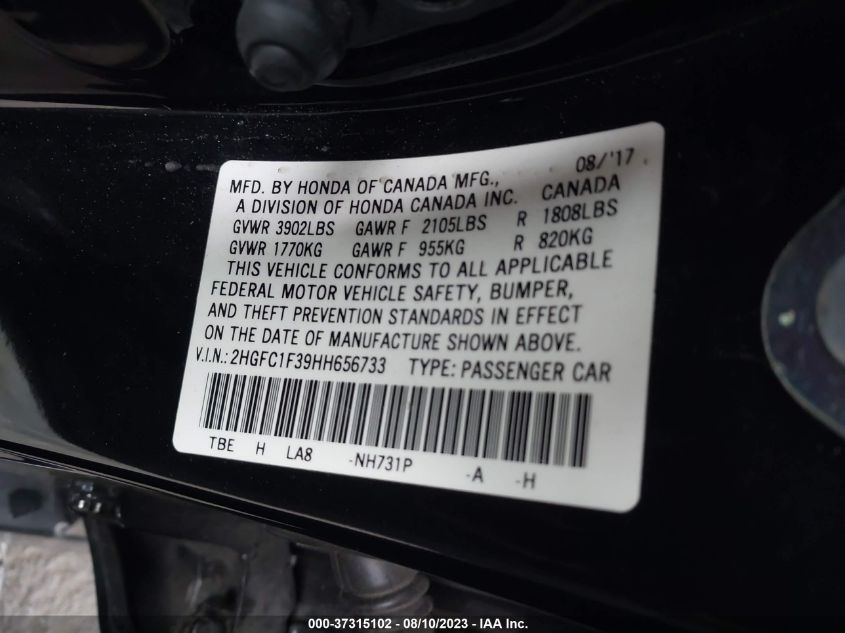 08/'17
MFD. BY HONDA OF CANADA MFG.,
A DIVISION OF HONDA CANADA INC. CANADA
GVWR 3902LBS GAWR F 2105LBS R 1808LBS
GVWR 1770KG GAWR F 955KG R 820KG
THIS VEHICLE CONFORMS TO ALL APPLICABLE
FEDERAL MOTOR VEHICLE SAFETY, BUMPER,
AND THEFT PREVENTION STANDARDS IN EFFECT
ON THE DATE OF MANUFACTURE SHOWN ABOVE.
V.I.N.: 2HGFC1F39HH656733 TYPE: PASSENGER CAR
TBE H LA8 -NH731P -A -H
000-37315102 - 08/10/2023 - IAA Inc.